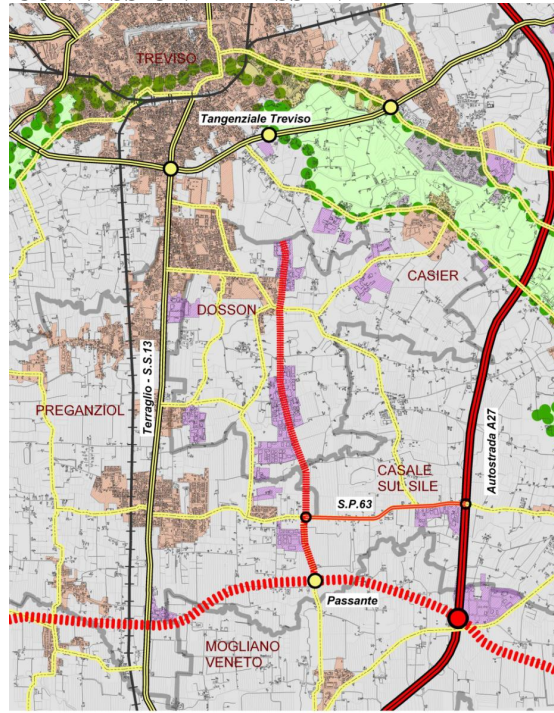 TREVISO
Tangenziale Treviso
CASIER
DOSSON
Terraglio - S.S.13
Autostrada A27
PREGANZIOL
CASALE
SUL SILE
S.P.63
Passante
MOGLIANO
VENETO